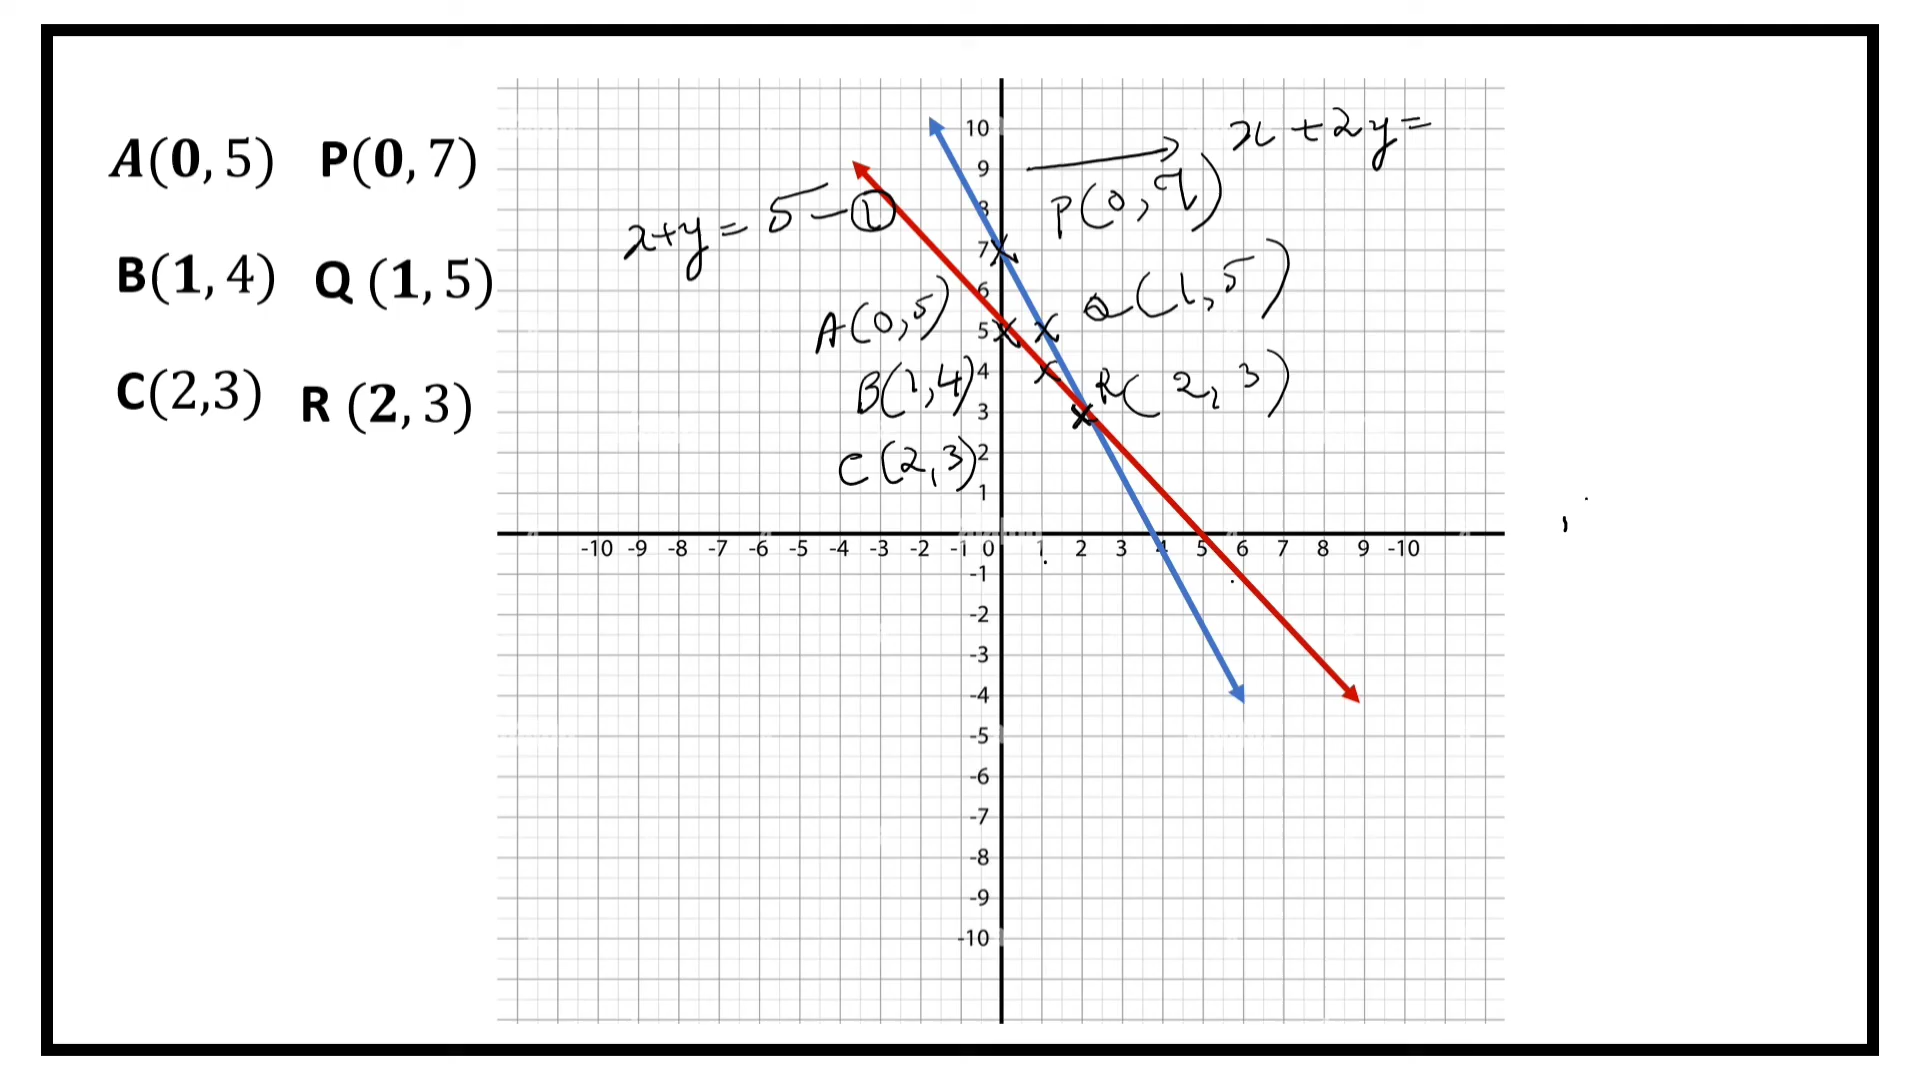 A(0,5) P(0,7)
B(1,4) Q (1,5)
C(2,3) R (2,3)
x + 2y =
x+y = 5 - ①
P(0,7)
Q(1,5)
A(0,5)
B(1,4)
R(2,3)
C(2,3)
10
9
8
7
6
5
4
3
2
1
-10 -9 -8 -7 -6 -5 -4 -3 -2 -1 0 1 2 3 4 5 6 7 8 9 -10
-1
-2
-3
-4
-5
-6
-7
-8
-9
-10